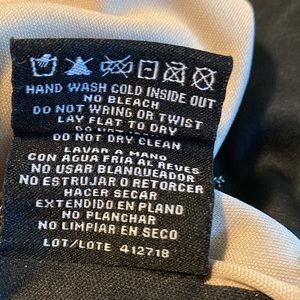 HAND WASH COLD INSIDE OUT
NO BLEACH
DO NOT WRING OR TWIST
LAY FLAT TO DRY
DO NOT DRY CLEAN
LAVAR A MANO
CON AGUA FRIA AL REVES
NO USAR BLANQUEADOR
NO ESTRUJAR O RETORCER
HACER SECAR
EXTENDIDO EN PLANO
NO PLANCHAR
NO LIMPIAR EN SECO
LOT/LOTE 412718